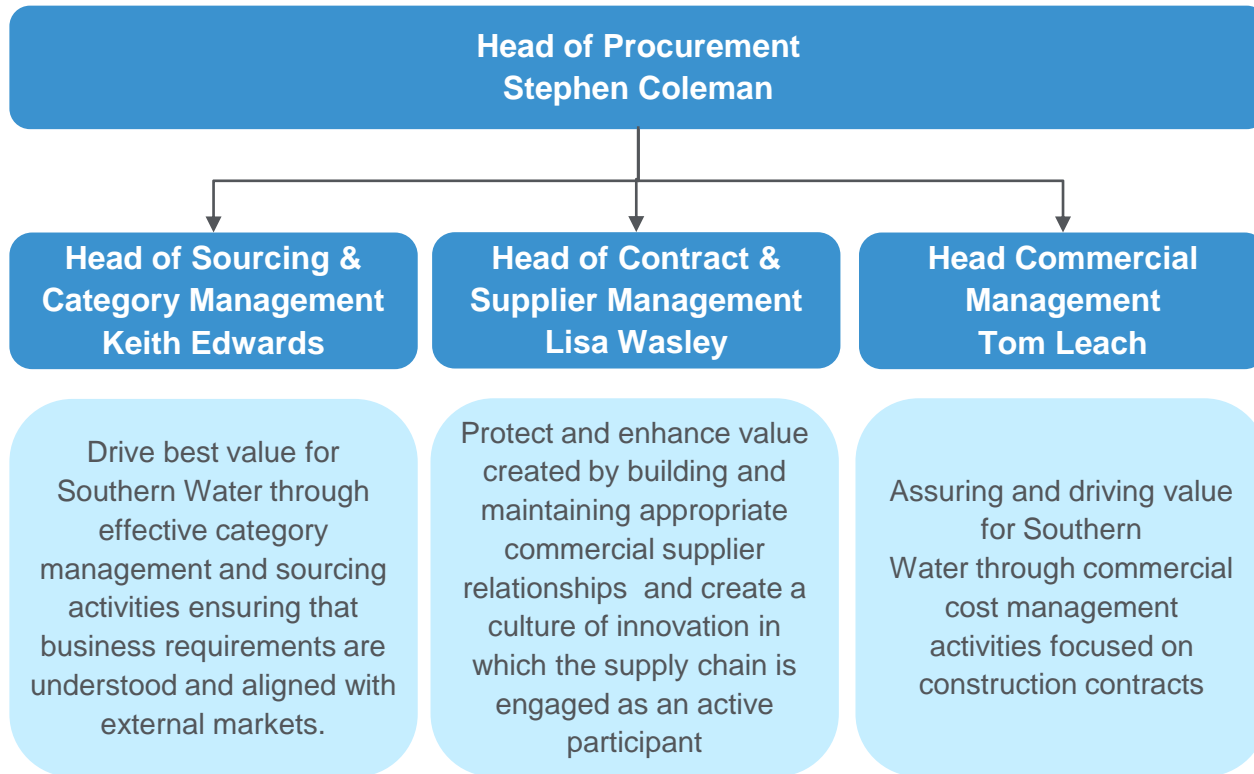 Head of Procurement
Stephen Coleman
Head of Sourcing &
Category Management
Keith Edwards
Head of Contract &
Supplier Management
Lisa Wasley
Head Commercial
Management
Tom Leach
Drive best value for
Southern Water through
effective category
management and sourcing
activities ensuring that
business requirements are
understood and aligned with
external markets.
Protect and enhance value
created by building and
maintaining appropriate
commercial supplier
relationships  and create a
culture of innovation in
which the supply chain is
engaged as an active
participant
Assuring and driving value
for Southern
Water through commercial
cost management
activities focused on
construction contracts